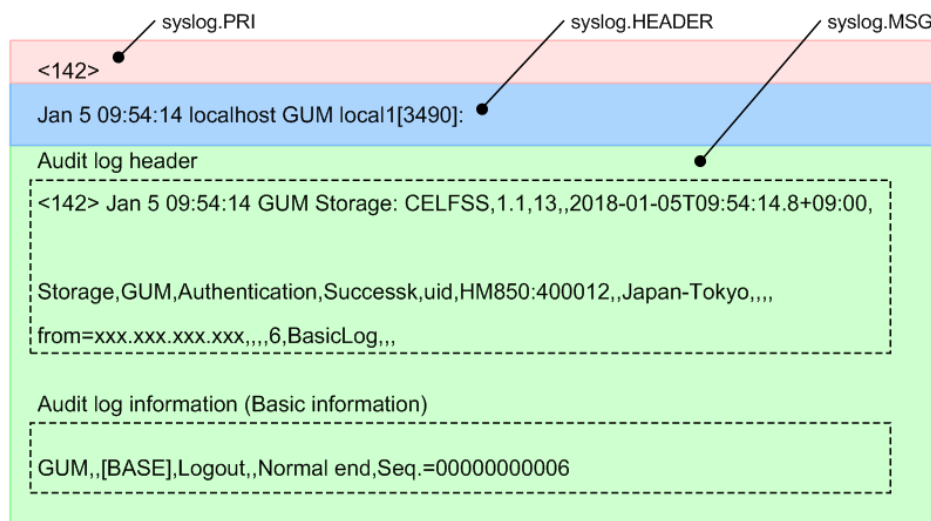 syslog.PRI
syslog.HEADER
syslog.MSG
<142>
Jan 5 09:54:14 localhost GUM local1[3490]:
Audit log header
<142> Jan 5 09:54:14 GUM Storage: CELFSS,1.1,13,,2018-01-05T09:54:14.8+09:00,
Storage,GUM,Authentication,Successk,uid,HM850:400012,,Japan-Tokyo,,,,
from=xxx.xxx.xxx.xxx,,,,6,BasicLog,,,
Audit log information (Basic information)
GUM,,[BASE],Logout,,Normal end,Seq.=00000000006